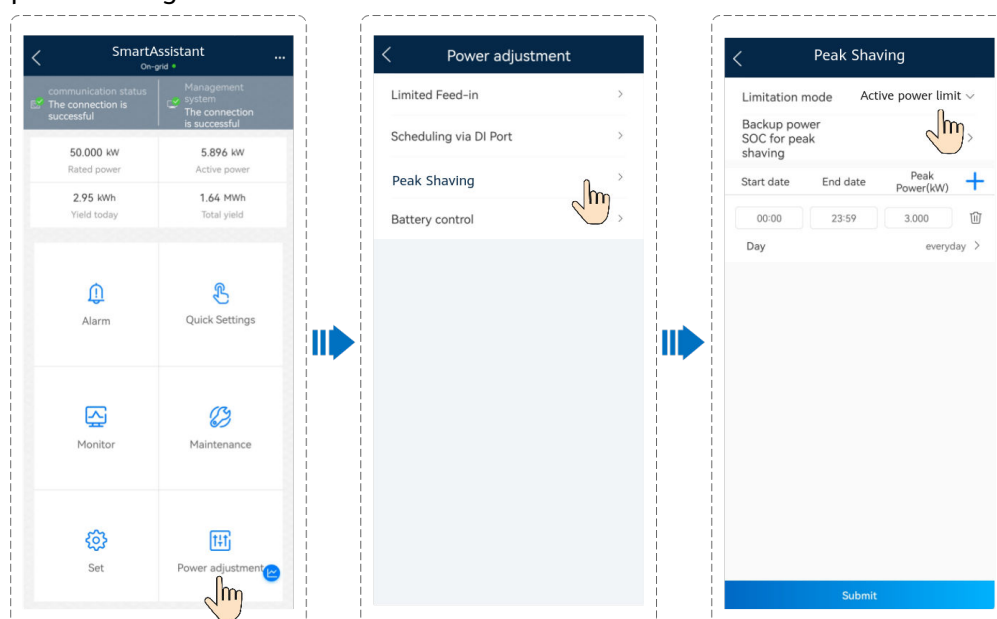 SmartAssistant
On-grid
communication status
The connection is
successful
Management
system
The connection
is successful
50.000 kW
Rated power
5.896 kW
Active power
2.95 kWh
Yield today
1.64 MWh
Total yield
Alarm
Quick Settings
Monitor
Maintenance
Set
Power adjustment
Power adjustment
Limited Feed-in
Scheduling via DI Port
Peak Shaving
Battery control
Peak Shaving
Limitation mode
Active power limit
Backup power
SOC for peak
shaving
Start date
End date
Peak
Power(kW)
00:00
23:59
3.000
Day
everyday
Submit